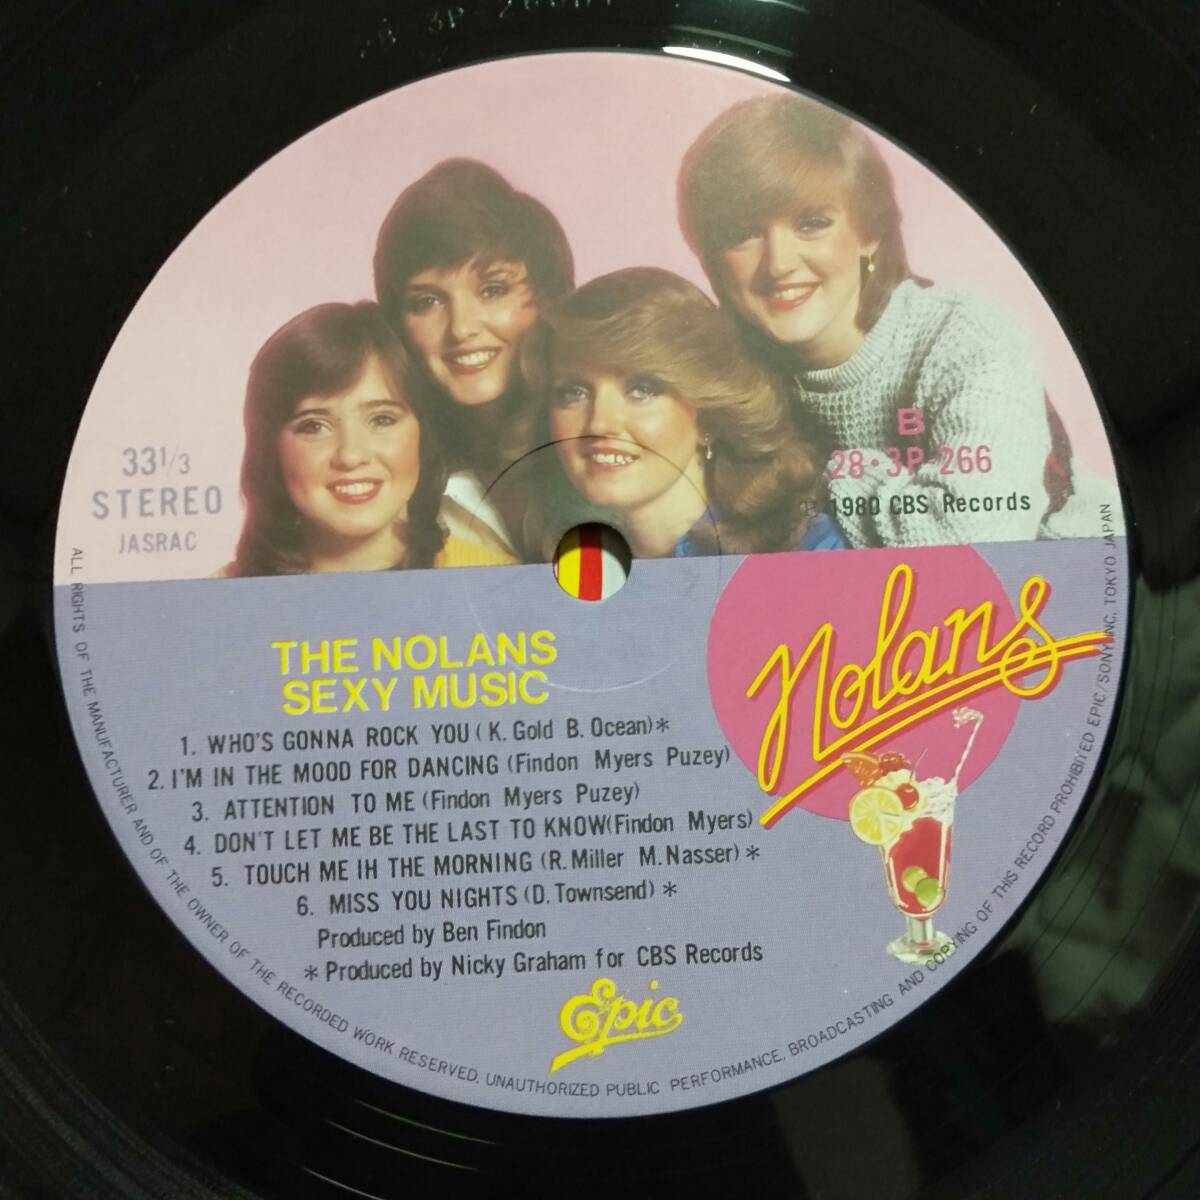 33 1/3
STEREO
JASRAC
B
28・3P-266
Ⓟ 1980 CBS Records
Nolans
THE NOLANS
SEXY MUSIC
1. WHO'S GONNA ROCK YOU (K. Gold B. Ocean)*
2. I'M IN THE MOOD FOR DANCING (Findon Myers Puzey)
3. ATTENTION TO ME (Findon Myers Puzey)
4. DON'T LET ME BE THE LAST TO KNOW(Findon Myers)
5. TOUCH ME IH THE MORNING (R. Miller M. Nasser)*
6. MISS YOU NIGHTS (D. Townsend)*
Produced by Ben Findon
* Produced by Nicky Graham for CBS Records
Epic
ALL RIGHTS OF THE MANUFACTURER AND OF THE OWNER OF THE RECORDED WORK RESERVED. UNAUTHORIZED PUBLIC PERFORMANCE, BROADCASTING AND COPYING OF THIS RECORD PROHIBITED EPIC/SONY INC. TOKYO JAPAN